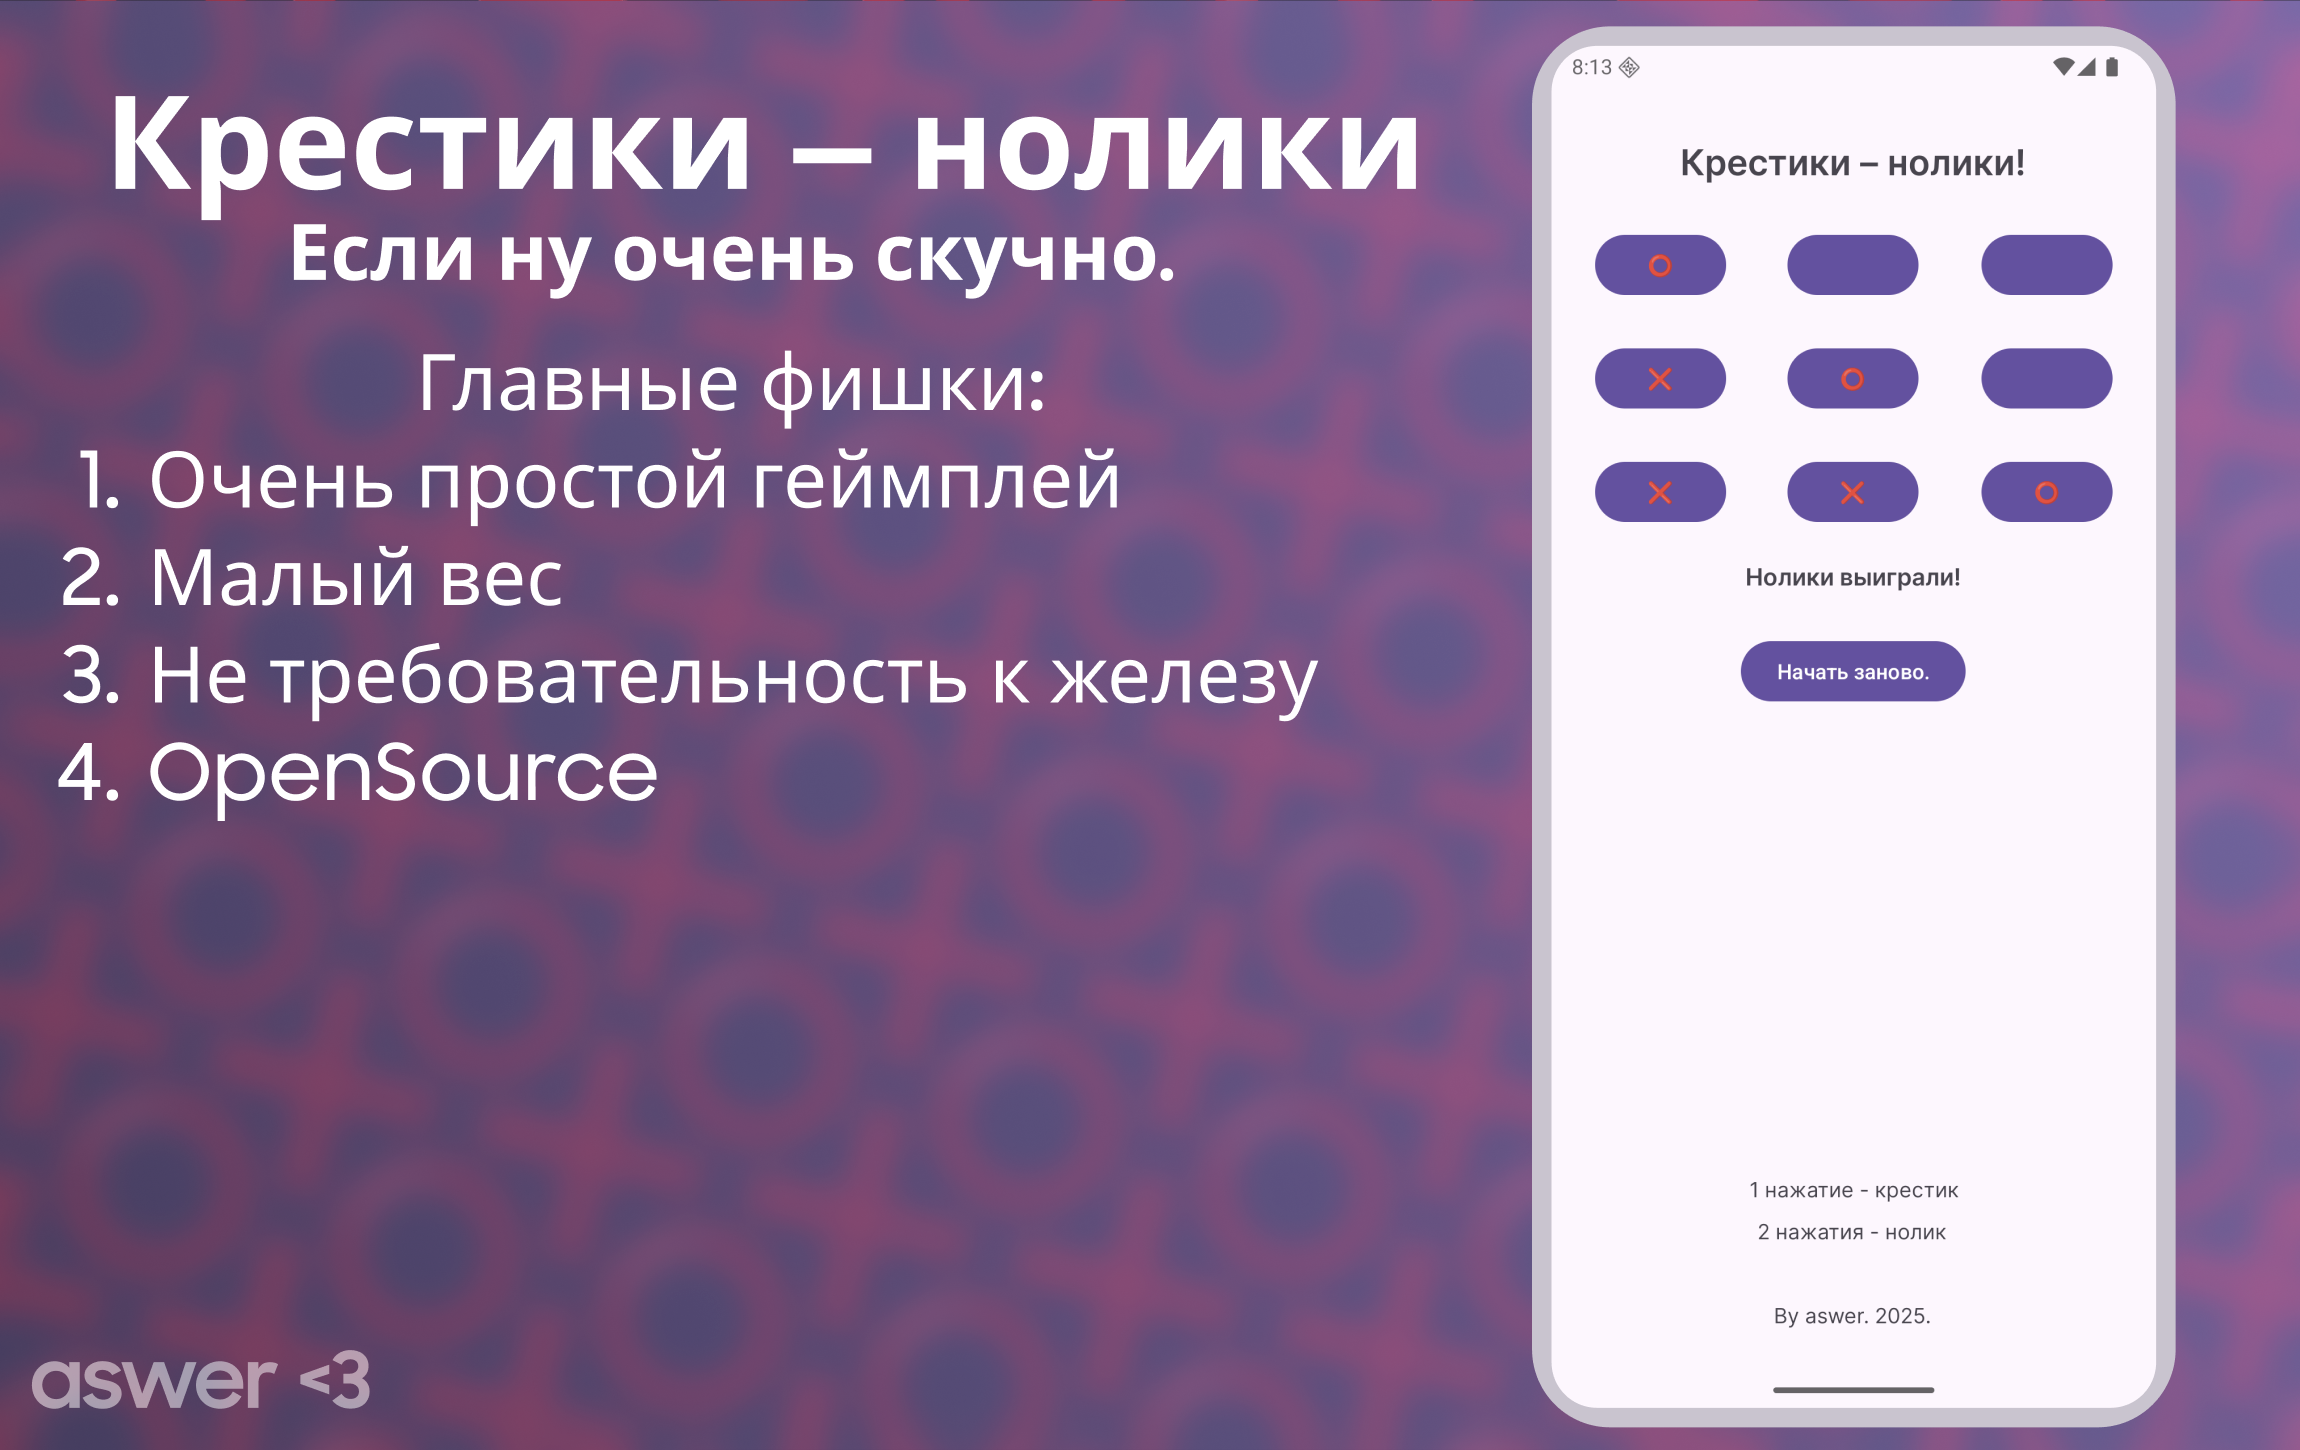 Крестики – нолики
Если ну очень скучно.
Главные фишки:
1. Очень простой геймплей
2. Малый вес
3. Не требовательность к железу
4. OpenSource
aswer <3
8:13
Крестики – нолики!
Нолики выиграли!
Начать заново.
1 нажатие - крестик
2 нажатия - нолик
By aswer. 2025.